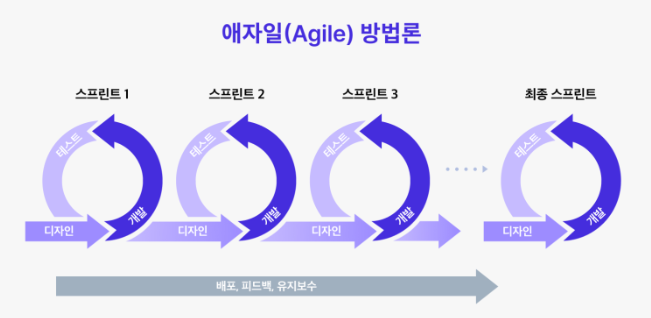 애자일(Agile) 방법론
스프린트 1
스프린트 2
스프린트 3
최종 스프린트
테스트
개발
디자인
테스트
개발
디자인
테스트
개발
디자인
테스트
개발
디자인
배포, 피드백, 유지보수